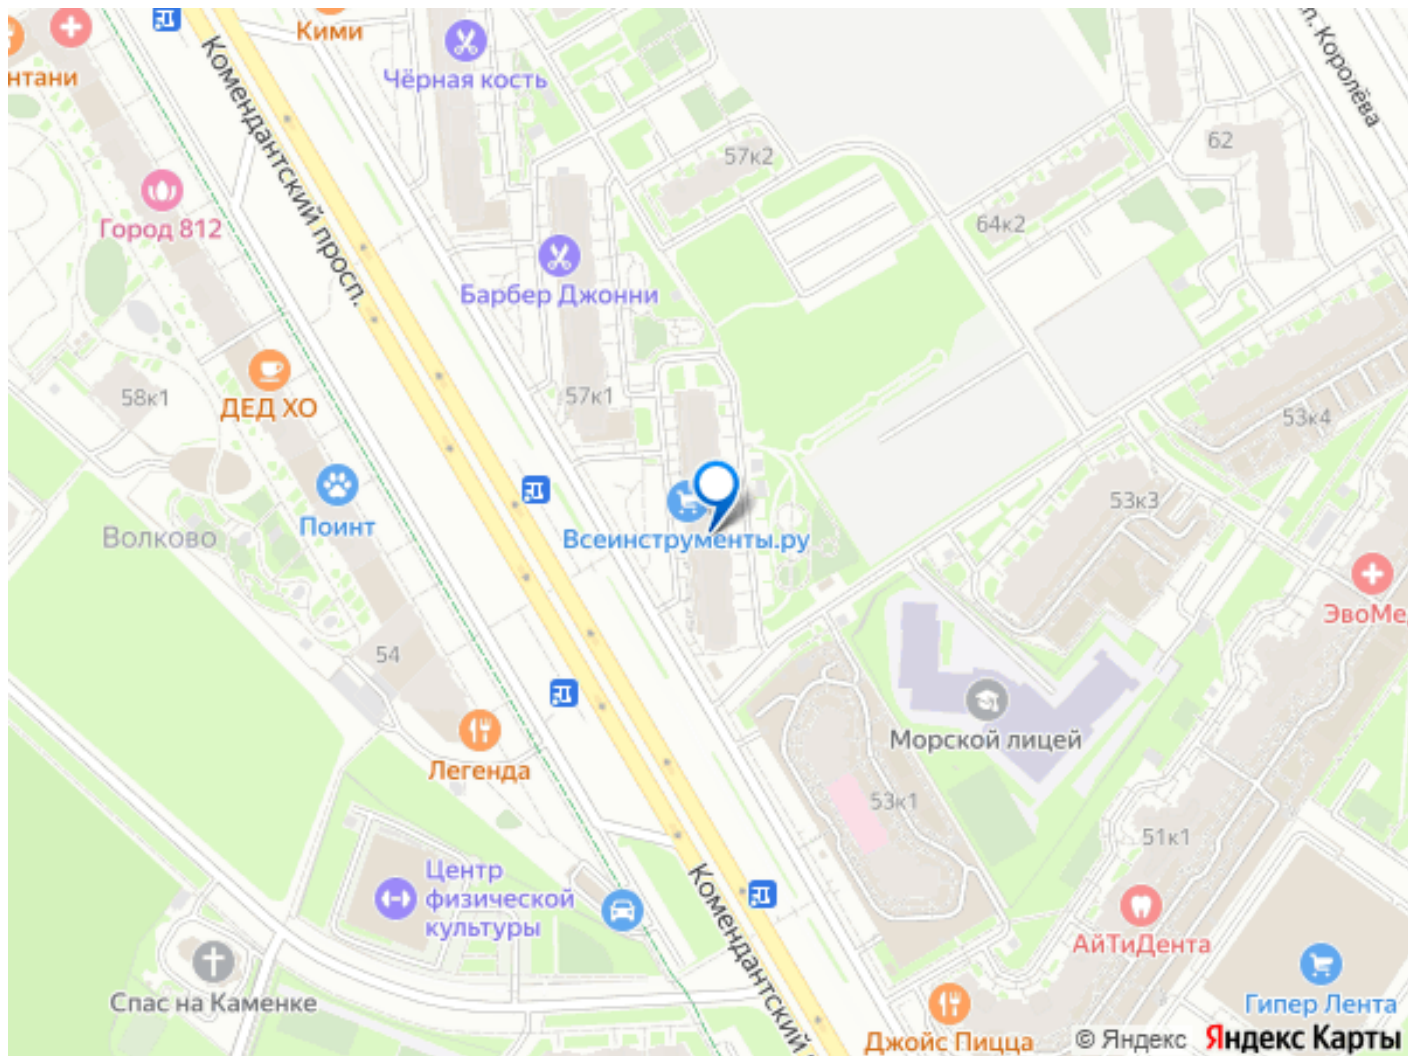 Кими
Чёрная кость
нтани
Комендантский просп.
Королёва
62
57к2
64к2
Город 812
Барбер Джонни
58к1
ДЕД ХО
57к1
53к4
Поинт
Волково
Всеинструменты.ру
53к3
ЭвоМе
54
Легенда
Морской лицей
53к1
51к1
Центр
физической
культуры
Комендантский
АйТиДента
Спас на Каменке
Гипер Лента
Джойс Пицца
© Яндекс Яндекс Карты